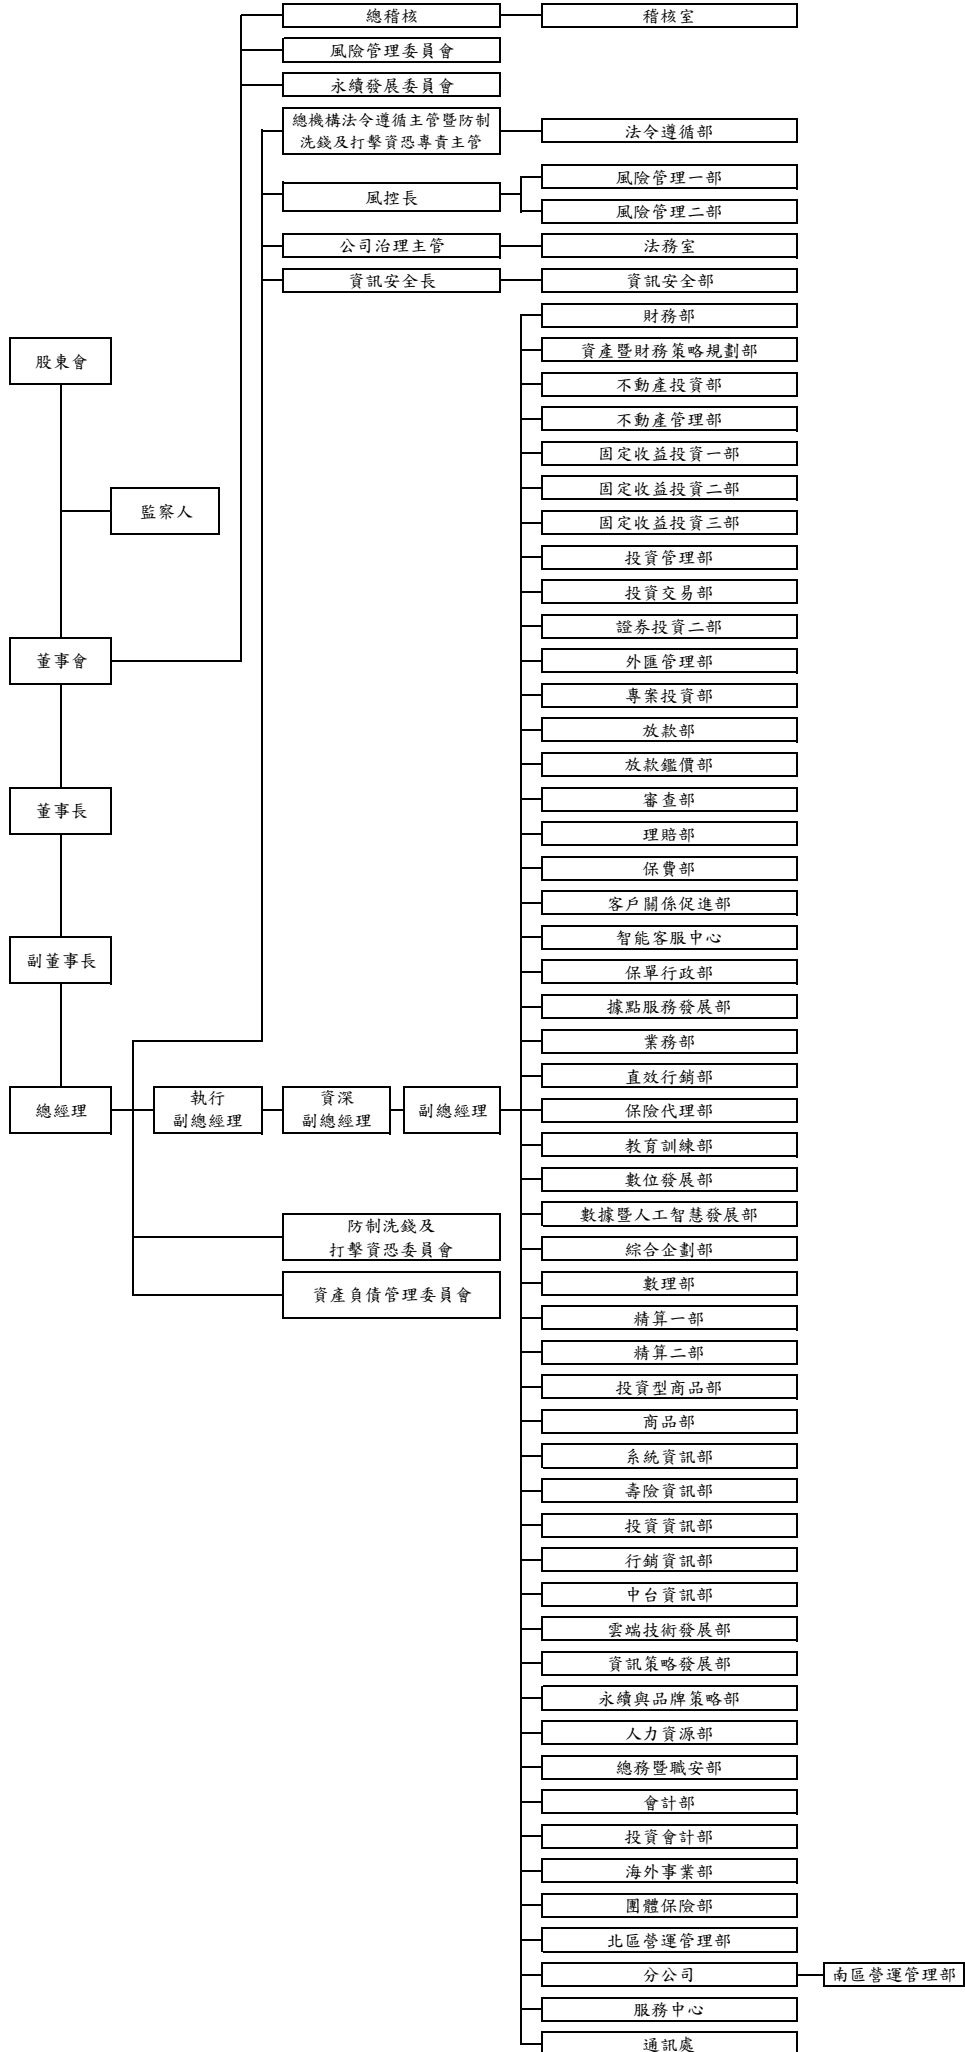 總稽核
稽核室
風險管理委員會
永續發展委員會
總機構法令遵循主管暨防制
洗錢及打擊資恐專責主管
法令遵循部
風控長
風險管理一部
風險管理二部
公司治理主管
法務室
資訊安全長
資訊安全部
股東會
監察人
董事會
董事長
副董事長
總經理
執行
副總經理
資深
副總經理
副總經理
防制洗錢及
打擊資恐委員會
資產負債管理委員會
財務部
資產暨財務策略規劃部
不動產投資部
不動產管理部
固定收益投資一部
固定收益投資二部
固定收益投資三部
投資管理部
投資交易部
證券投資二部
外匯管理部
專案投資部
放款部
放款鑑價部
審查部
理賠部
保費部
客戶關係促進部
智能客服中心
保單行政部
據點服務發展部
業務部
直效行銷部
保險代理部
教育訓練部
數位發展部
數據暨人工智慧發展部
綜合企劃部
數理部
精算一部
精算二部
投資型商品部
商品部
系統資訊部
壽險資訊部
投資資訊部
行銷資訊部
中台資訊部
雲端技術發展部
資訊策略發展部
永續與品牌策略部
人力資源部
總務暨職安部
會計部
投資會計部
海外事業部
團體保險部
北區營運管理部
分公司
南區營運管理部
服務中心
通訊處